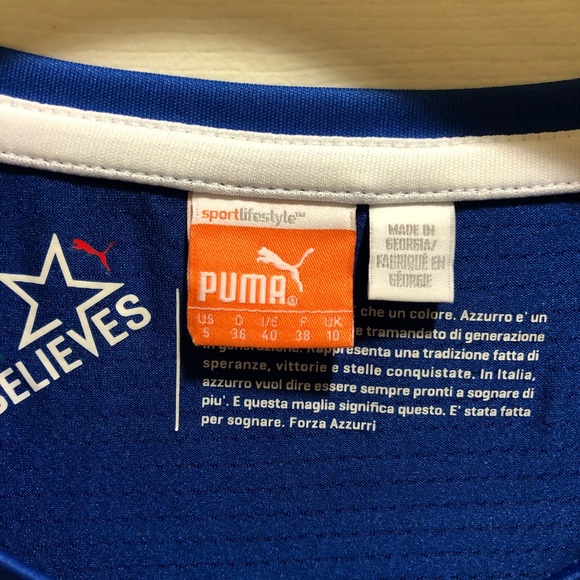 sportlifestyle™
PUMA
US D I/E F UK
S 36 40 38 10
MADE IN
GEORGIA/
FABRIQUÉ EN
GÉORGIE
BELIEVES
che un colore. Azzurro e' un
e tramandato di generazione
in generazione. Rappresenta una tradizione fatta di
speranze, vittorie e stelle conquistate. In Italia,
azzurro vuol dire essere sempre pronti a sognare di
piu'. E questa maglia significa questo. E' stata fatta
per sognare. Forza Azzurri